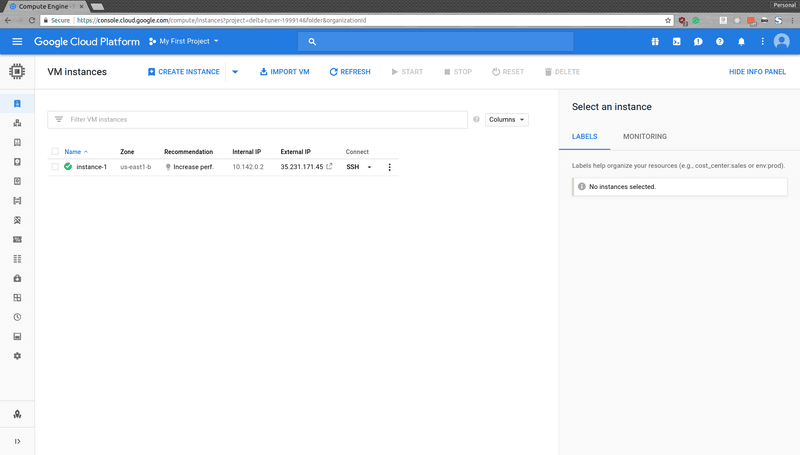 Compute Engine
Personal
Secure https://console.cloud.google.com/compute/instances?project=delta-tuner-199914&folder&organizationId
Google Cloud Platform My First Project
VM instances CREATE INSTANCE IMPORT VM REFRESH START STOP RESET DELETE HIDE INFO PANEL
Filter VM instances Columns
Name Zone Recommendation Internal IP External IP Connect
instance-1 us-east1-b Increase perf. 10.142.0.2 35.231.171.45 SSH
Select an instance
LABELS MONITORING
Labels help organize your resources (e.g., cost_center:sales or env:prod).
No instances selected.